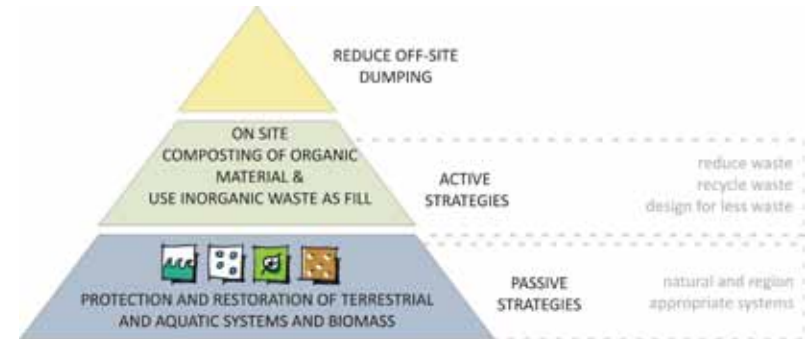 REDUCE OFF-SITE
DUMPING
ON SITE
COMPOSTING OF ORGANIC
MATERIAL &
USE INORGANIC WASTE AS FILL
ACTIVE
STRATEGIES
reduce waste
recycle waste
design for less waste
PROTECTION AND RESTORATION OF TERRESTRIAL
AND AQUATIC SYSTEMS AND BIOMASS
PASSIVE
STRATEGIES
natural and region
appropriate systems